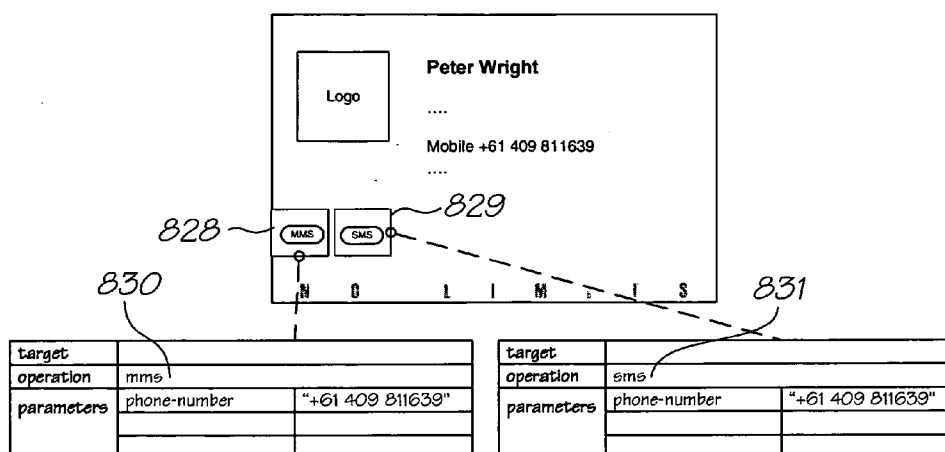 Peter Wright
Logo
....
Mobile +61 409 811639
....
828
MMS
SMS
829
N O L I M b I T S
830
831
target
operation mms
parameters phone-number "+61 409 811639"
target
operation sms
parameters phone-number "+61 409 811639"